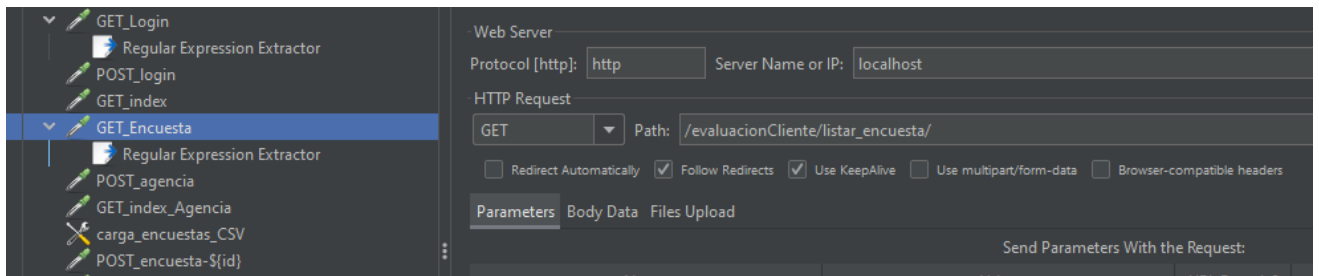 GET_Login
Regular Expression Extractor
POST_login
GET_index
GET_Encuesta
Regular Expression Extractor
POST_agencia
GET_index_Agencia
carga_encuestas_CSV
POST_encuesta-${id}
Web Server
Protocol [http]: http Server Name or IP: localhost
HTTP Request
GET Path: /evaluacionCliente/listar_encuesta/
Redirect Automatically Follow Redirects Use KeepAlive Use multipart/form-data Browser-compatible headers
Parameters Body Data Files Upload
Send Parameters With the Request: